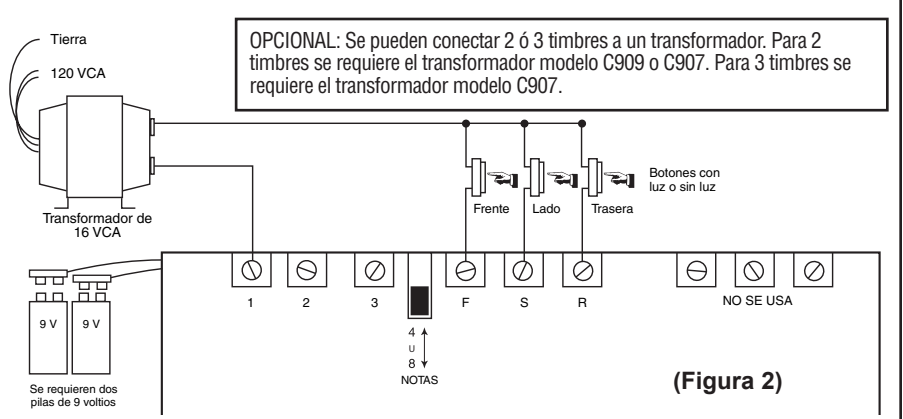 Tierra
120 VCA
OPCIONAL: Se pueden conectar 2 ó 3 timbres a un transformador. Para 2
timbres se requiere el transformador modelo C909 o C907. Para 3 timbres se
requiere el transformador modelo C907.
Transformador de
16 VCA
Frente
Lado
Trasera
Botones con
luz o sin luz
1
2
3
F
S
R
NO SE USA
9 V
9 V
4
U
8
NOTAS
Se requieren dos
pilas de 9 voltios
(Figura 2)